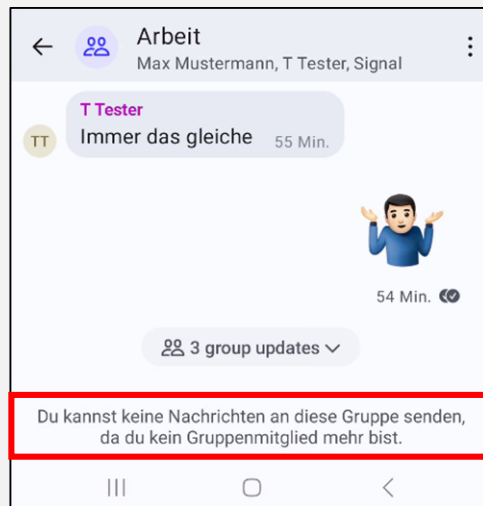 Arbeit
Max Mustermann, T Tester, Signal
T Tester
TT
Immer das gleiche 55 Min.
54 Min.
3 group updates
Du kannst keine Nachrichten an diese Gruppe senden,
da du kein Gruppenmitglied mehr bist.